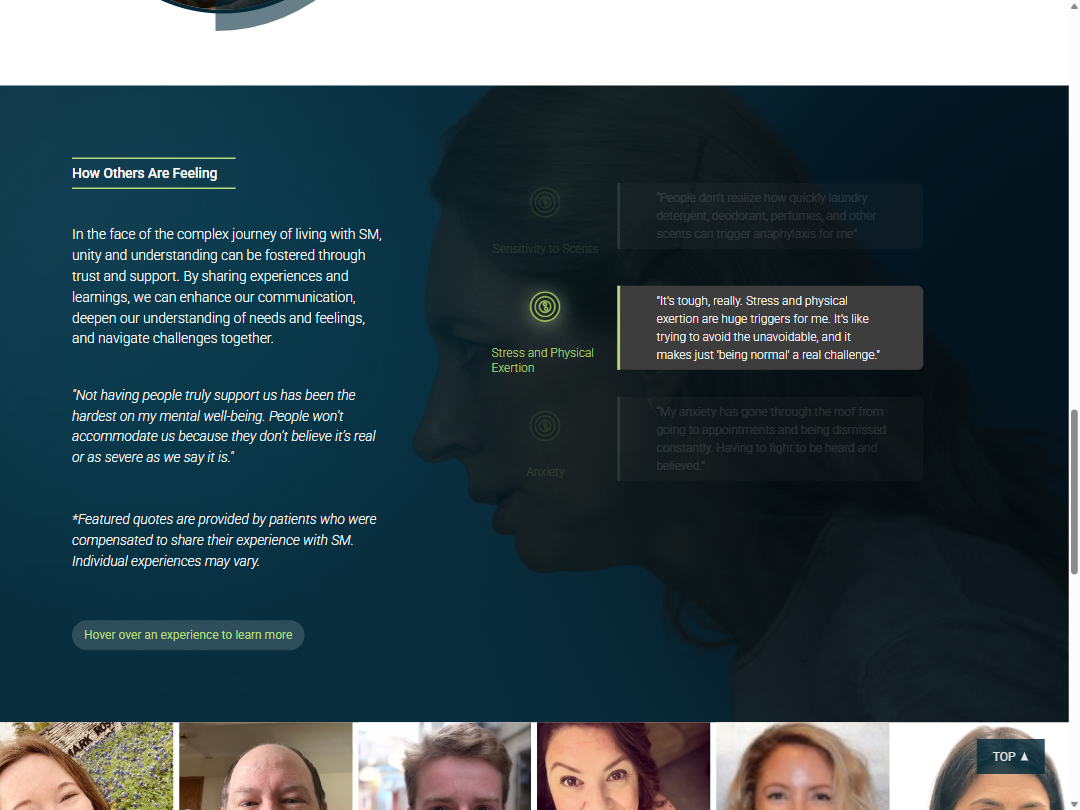 How Others Are Feeling
In the face of the complex journey of living with SM,
unity and understanding can be fostered through
trust and support. By sharing experiences and
learnings, we can enhance our communication,
deepen our understanding of needs and feelings,
and navigate challenges together.
"Not having people truly support us has been the
hardest on my mental well-being. People won't
accommodate us because they don't believe it's real
or as severe as we say it is."
*Featured quotes are provided by patients who were
compensated to share their experience with SM.
Individual experiences may vary.
Hover over an experience to learn more
Sensitivity to Scents
"People don't realize how quickly laundry
detergent, deodorant, perfumes, and other
scents can trigger anaphylaxis for me"
Stress and Physical
Exertion
"It's tough, really. Stress and physical
exertion are huge triggers for me. It's like
trying to avoid the unavoidable, and it
makes just 'being normal' a real challenge."
Anxiety
"My anxiety has gone through the roof from
going to appointments and being dismissed
constantly. Having to fight to be heard and
believed."
TOP